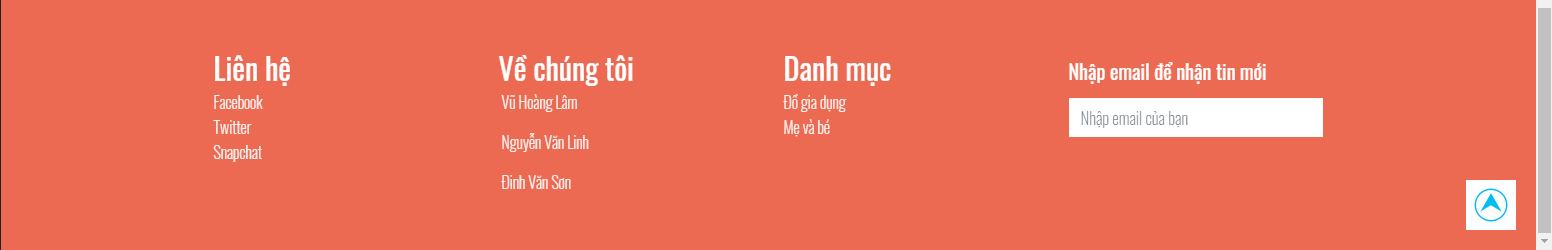 Liên hệ
Facebook
Twitter
Snapchat
Về chúng tôi
Vũ Hoàng Lâm
Nguyễn Văn Linh
Đinh Văn Sơn
Danh mục
Đồ gia dụng
Mẹ và bé
Nhập email để nhận tin mới
Nhập email của bạn